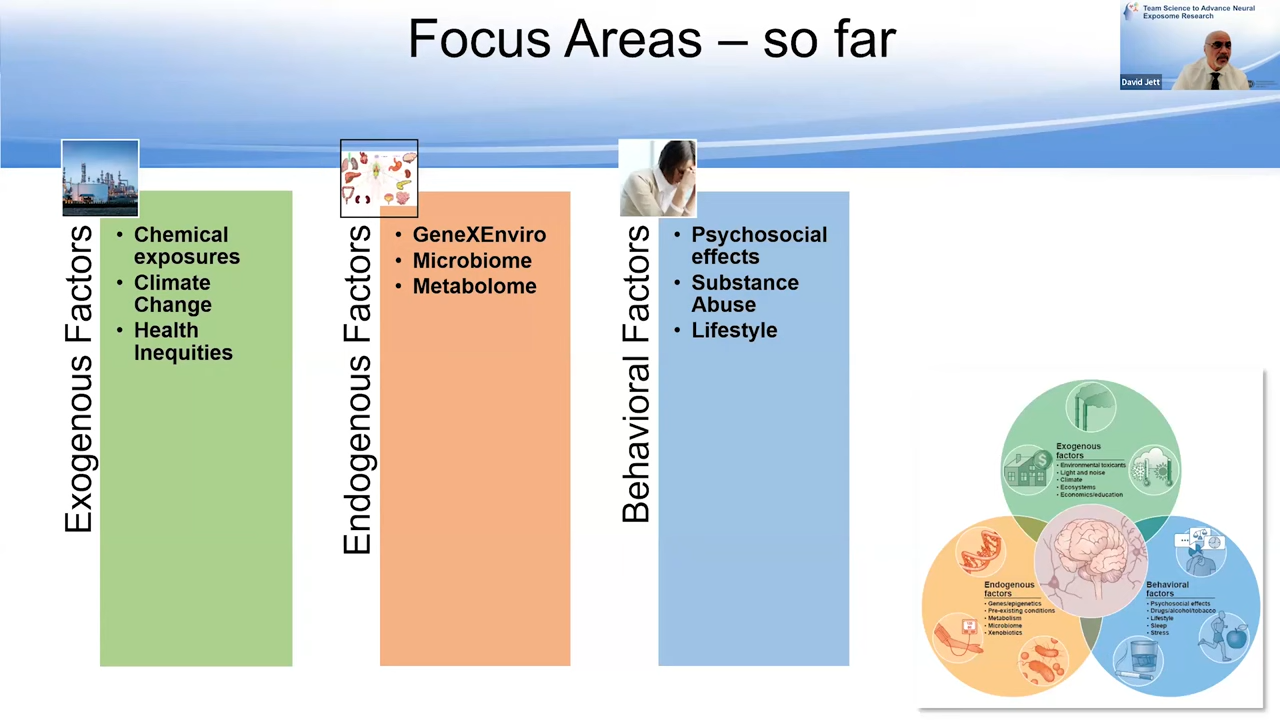 Focus Areas – so far
Team Science to Advance Neural
Exposome Research
David Jett
Exogenous Factors
• Chemical
exposures
• Climate
Change
• Health
Inequities
Endogenous Factors
• GeneXEnviro
• Microbiome
• Metabolome
Behavioral Factors
• Psychosocial
effects
• Substance
Abuse
• Lifestyle
Exogenous
factors
• Environmental toxicants
• Light and noise
• Climate
• Ecosystems
• Economics/education
Endogenous
factors
• Genes/epigenetics
• Pre-existing conditions
• Metabolism
• Microbiome
• Xenobiotics
Behavioral
factors
• Psychosocial effects
• Drugs/alcohol/tobacco
• Lifestyle
• Sleep
• Stress
$